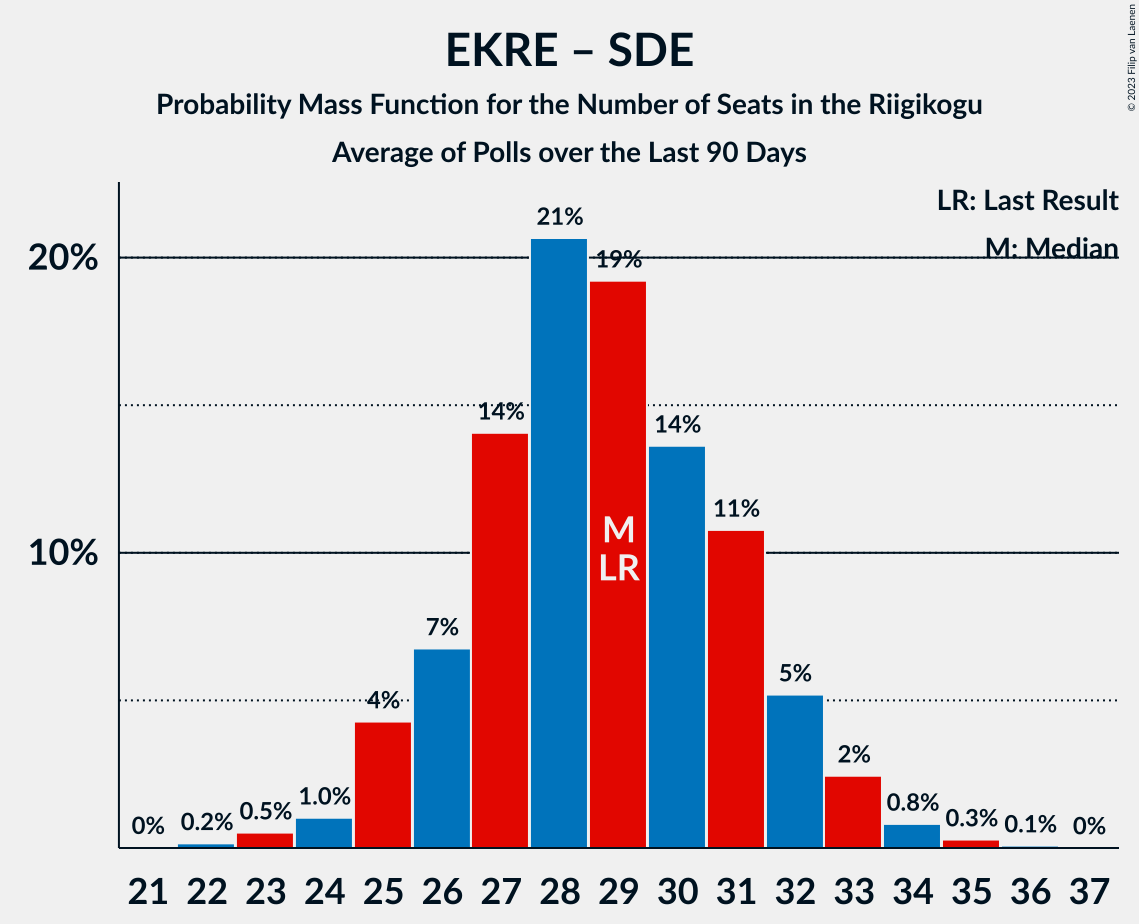 EKRE – SDE
Probability Mass Function for the Number of Seats in the Riigikogu
Average of Polls over the Last 90 Days
© 2023 Filip van Laenen
LR: Last Result
M: Median
20%
10%
0%
0.2%
0.5%
1.0%
4%
7%
14%
21%
19%
14%
11%
5%
2%
0.8%
0.3%
0.1%
0%
M
LR
21 22 23 24 25 26 27 28 29 30 31 32 33 34 35 36 37